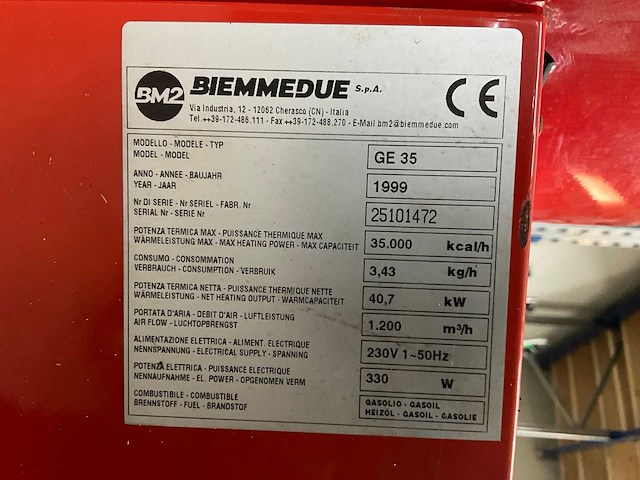 BM2 BIEMMEDUE S.p.A. CE
Via Industria, 12 - 12062 Cherasco (CN) - Italia
Tel.++39-172-486.111 - Fax ++39-172-488.270 - E-Mail bm2@biemmedue.com
MODELLO - MODELE - TYP
MODEL - MODEL
GE 35
ANNO - ANNEE - BAUJAHR
YEAR - JAAR
1999
Nr DI SERIE - Nr SERIEL - FABR. Nr
SERIAL Nr - SERIE Nr
25101472
POTENZA TERMICA MAX - PUISSANCE THERMIQUE MAX
WÄRMELEISTUNG MAX - MAX HEATING POWER - MAX CAPACITEIT
35.000 kcal/h
CONSUMO - CONSOMMATION
VERBRAUCH - CONSUMPTION - VERBRUIK
3,43 kg/h
POTENZA TERMICA NETTA - PUISSANCE THERMIQUE NETTE
WÄRMELEISTUNG - NET HEATING OUTPUT - WARMCAPACITEIT
40,7 kW
PORTATA D'ARIA - DEBIT D'AIR - LUFTLEISTUNG
AIR FLOW - LUCHTOPBRENGST
1.200 m³/h
ALIMENTAZIONE ELETTRICA - ALIMENT. ELECTRIQUE
NENNSPANNUNG - ELECTRICAL SUPPLY - SPANNING
230V 1~50Hz
POTENZA ELETTRICA - PUISSANCE ELECTRIQUE
NENNAUFNAHME - EL. POWER - OPGENOMEN VERM
330 W
COMBUSTIBILE - COMBUSTIBLE
BRENNSTOFF - FUEL - BRANDSTOF
GASOLIO - GASOIL
HEIZÖL - GASOIL - GASOLIE